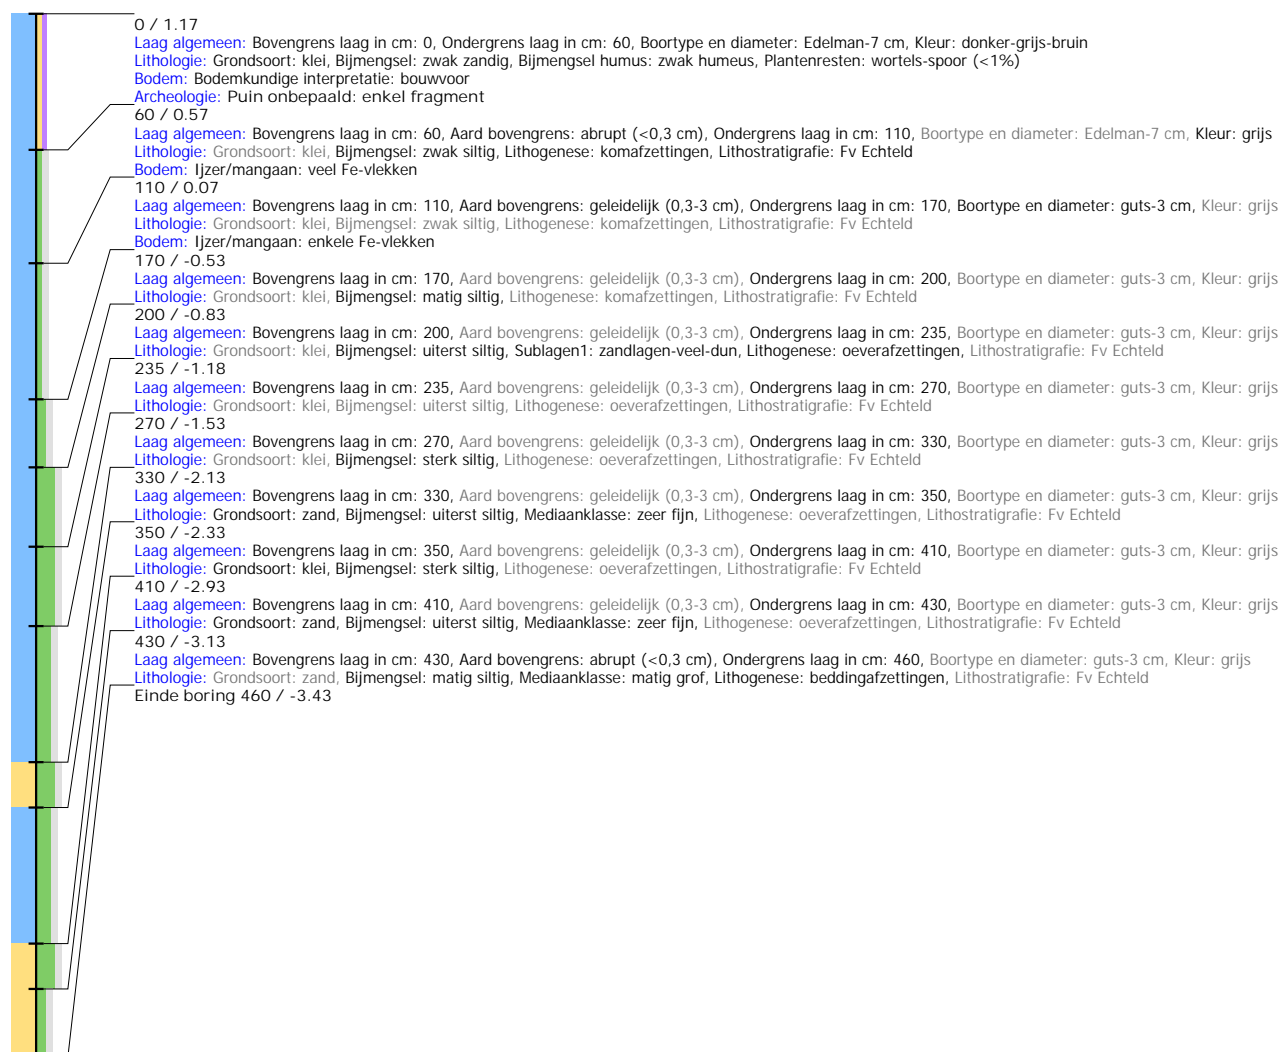 0 / 1.17
Laag algemeen: Bovengrens laag in cm: 0, Ondergrens laag in cm: 60, Boortype en diameter: Edelman-7 cm, Kleur: donker-grijs-bruin
Lithologie: Grondsoort: klei, Bijmengsel: zwak zandig, Bijmengsel humus: zwak humeus, Plantenresten: wortels-spoor (<1%)
Bodem: Bodemkundige interpretatie: bouwvoor
Archeologie: Puin onbepaald: enkel fragment
60 / 0.57
Laag algemeen: Bovengrens laag in cm: 60, Aard bovengrens: abrupt (<0,3 cm), Ondergrens laag in cm: 110, Boortype en diameter: Edelman-7 cm, Kleur: grijs
Lithologie: Grondsoort: klei, Bijmengsel: zwak siltig, Lithogenese: komafzettingen, Lithostratigrafie: Fv Echteld
Bodem: Ijzer/mangaan: veel Fe-vlekken
110 / 0.07
Laag algemeen: Bovengrens laag in cm: 110, Aard bovengrens: geleidelijk (0,3-3 cm), Ondergrens laag in cm: 170, Boortype en diameter: guts-3 cm, Kleur: grijs
Lithologie: Grondsoort: klei, Bijmengsel: zwak siltig, Lithogenese: komafzettingen, Lithostratigrafie: Fv Echteld
Bodem: Ijzer/mangaan: enkele Fe-vlekken
170 / -0.53
Laag algemeen: Bovengrens laag in cm: 170, Aard bovengrens: geleidelijk (0,3-3 cm), Ondergrens laag in cm: 200, Boortype en diameter: guts-3 cm, Kleur: grijs
Lithologie: Grondsoort: klei, Bijmengsel: matig siltig, Lithogenese: komafzettingen, Lithostratigrafie: Fv Echteld
200 / -0.83
Laag algemeen: Bovengrens laag in cm: 200, Aard bovengrens: geleidelijk (0,3-3 cm), Ondergrens laag in cm: 235, Boortype en diameter: guts-3 cm, Kleur: grijs
Lithologie: Grondsoort: klei, Bijmengsel: uiterst siltig, Sublagen1: zandlagen-veel-dun, Lithogenese: oeverafzettingen, Lithostratigrafie: Fv Echteld
235 / -1.18
Laag algemeen: Bovengrens laag in cm: 235, Aard bovengrens: geleidelijk (0,3-3 cm), Ondergrens laag in cm: 270, Boortype en diameter: guts-3 cm, Kleur: grijs
Lithologie: Grondsoort: klei, Bijmengsel: uiterst siltig, Lithogenese: oeverafzettingen, Lithostratigrafie: Fv Echteld
270 / -1.53
Laag algemeen: Bovengrens laag in cm: 270, Aard bovengrens: geleidelijk (0,3-3 cm), Ondergrens laag in cm: 330, Boortype en diameter: guts-3 cm, Kleur: grijs
Lithologie: Grondsoort: klei, Bijmengsel: sterk siltig, Lithogenese: oeverafzettingen, Lithostratigrafie: Fv Echteld
330 / -2.13
Laag algemeen: Bovengrens laag in cm: 330, Aard bovengrens: geleidelijk (0,3-3 cm), Ondergrens laag in cm: 350, Boortype en diameter: guts-3 cm, Kleur: grijs
Lithologie: Grondsoort: zand, Bijmengsel: uiterst siltig, Mediaanklasse: zeer fijn, Lithogenese: oeverafzettingen, Lithostratigrafie: Fv Echteld
350 / -2.33
Laag algemeen: Bovengrens laag in cm: 350, Aard bovengrens: geleidelijk (0,3-3 cm), Ondergrens laag in cm: 410, Boortype en diameter: guts-3 cm, Kleur: grijs
Lithologie: Grondsoort: klei, Bijmengsel: sterk siltig, Lithogenese: oeverafzettingen, Lithostratigrafie: Fv Echteld
410 / -2.93
Laag algemeen: Bovengrens laag in cm: 410, Aard bovengrens: geleidelijk (0,3-3 cm), Ondergrens laag in cm: 430, Boortype en diameter: guts-3 cm, Kleur: grijs
Lithologie: Grondsoort: zand, Bijmengsel: uiterst siltig, Mediaanklasse: zeer fijn, Lithogenese: oeverafzettingen, Lithostratigrafie: Fv Echteld
430 / -3.13
Laag algemeen: Bovengrens laag in cm: 430, Aard bovengrens: abrupt (<0,3 cm), Ondergrens laag in cm: 460, Boortype en diameter: guts-3 cm, Kleur: grijs
Lithologie: Grondsoort: zand, Bijmengsel: matig siltig, Mediaanklasse: matig grof, Lithogenese: beddingafzettingen, Lithostratigrafie: Fv Echteld
Einde boring 460 / -3.43